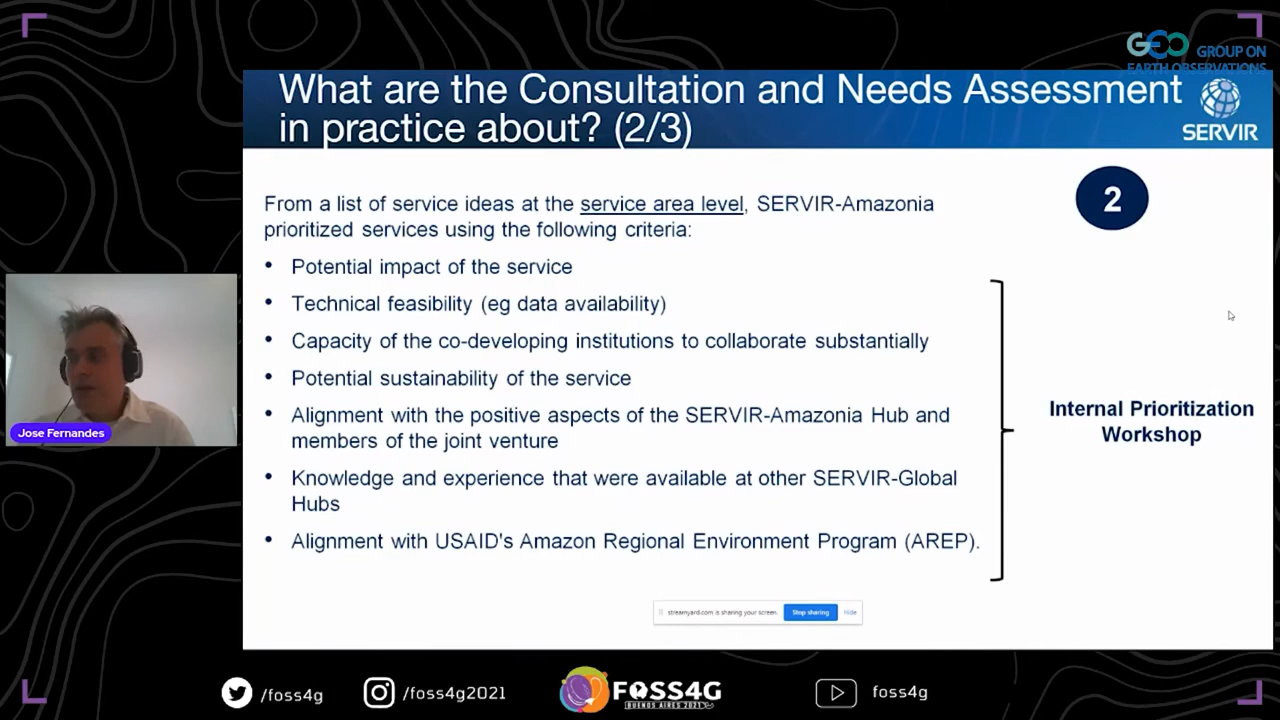 GEO GROUP ON
EARTH OBSERVATIONS
What are the Consultation and Needs Assessment
in practice about? (2/3)
SERVIR
2
From a list of service ideas at the service area level, SERVIR-Amazonia
prioritized services using the following criteria:
• Potential impact of the service
• Technical feasibility (eg data availability)
• Capacity of the co-developing institutions to collaborate substantially
• Potential sustainability of the service
• Alignment with the positive aspects of the SERVIR-Amazonia Hub and
members of the joint venture
• Knowledge and experience that were available at other SERVIR-Global
Hubs
• Alignment with USAID's Amazon Regional Environment Program (AREP).
Internal Prioritization
Workshop
Jose Fernandes
streamyard.com is sharing your screen. Stop sharing Hide
/foss4g
/foss4g2021
FOSS4G
BUENOS AIRES 2021
foss4g